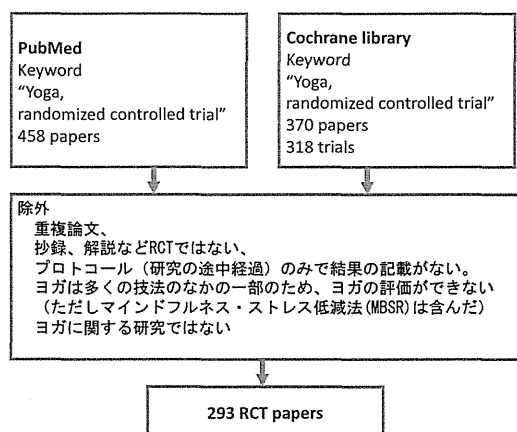 PubMed
Keyword
“Yoga,
randomized controlled trial”
458 papers
Cochrane library
Keyword
“Yoga,
randomized controlled trial”
370 papers
318 trials
除外
重複論文、
抄録、解説などRCTではない、
プロトコール（研究の途中経過）のみで結果の記載がない。
ヨガは多くの技法のなかの一部のため、ヨガの評価ができない
（ただしマインドフルネス・ストレス低減法(MBSR)は含んだ）
ヨガに関する研究ではない
293 RCT papers